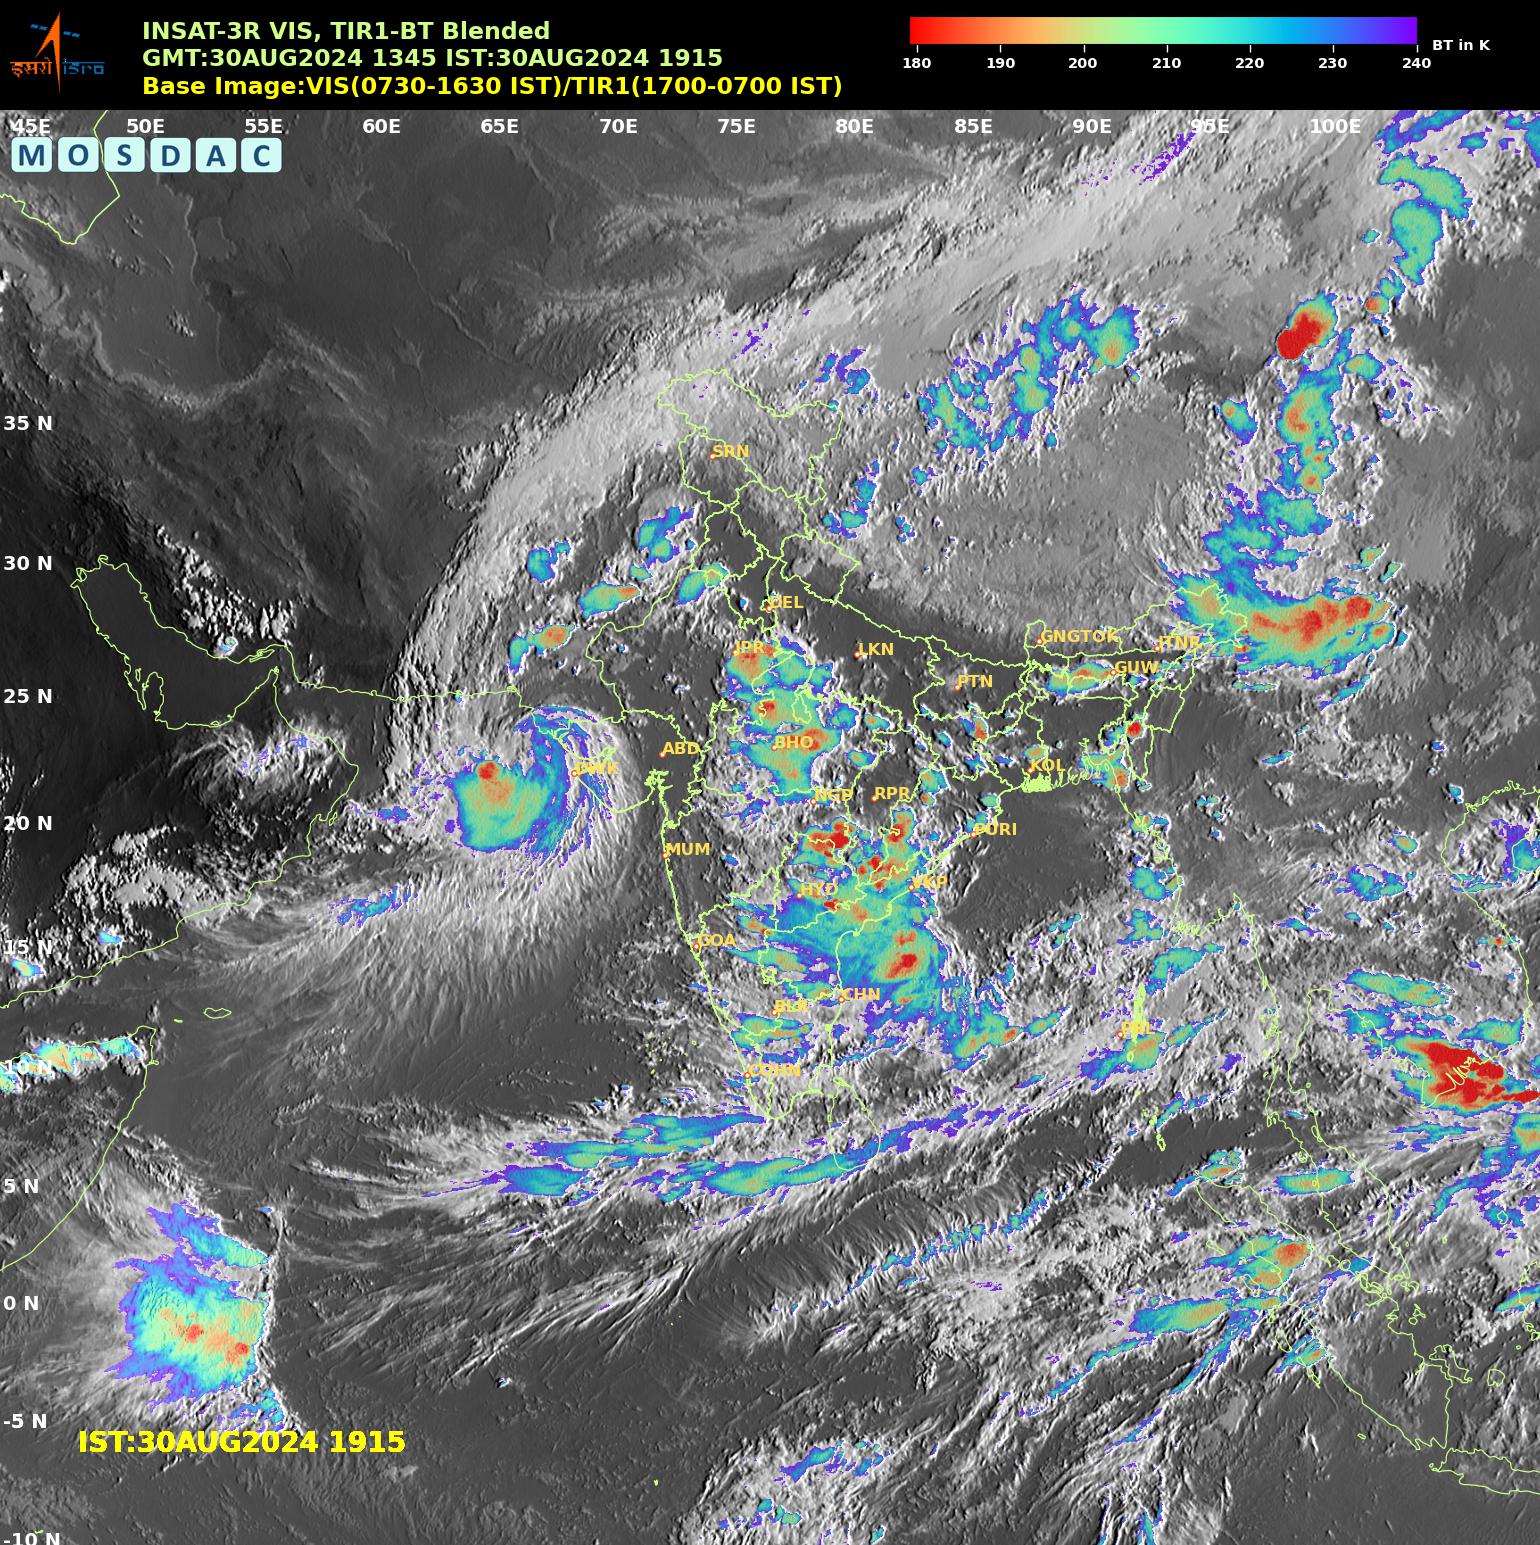 INSAT-3R VIS, TIR1-BT Blended
GMT:30AUG2024 1345 IST:30AUG2024 1915
Base Image:VIS(0730-1630 IST)/TIR1(1700-0700 IST)
इसरो isro
BT in K
180 190 200 210 220 230 240
45E 50E 55E 60E 65E 70E 75E 80E 85E 90E 95E 100E
MOSDAC
35 N
SRN
30 N
DEL
GNGTOK
ITNR
JPR
LKN
GUW
PTN
25 N
BHO
ABD
KOL
DWK
NGP
RPR
20 N
PURI
MUM
VKP
HYD
GOA
15 N
CHN
BLR
PBL
10 N
COHN
5 N
0 N
-5 N
IST:30AUG2024 1915
-10 N